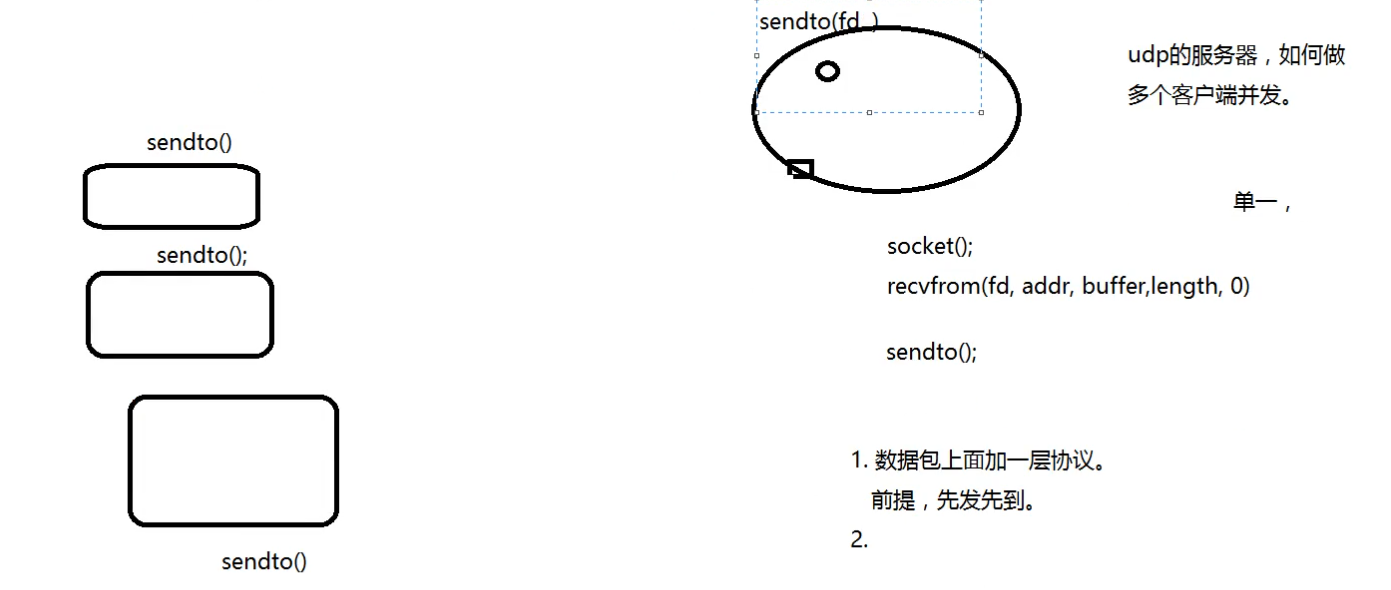 sendto(fd, )
udp的服务器，如何做
多个客户端并发。
sendto()
单一，
sendto();
socket();
recvfrom(fd, addr, buffer,length, 0)
sendto();
1. 数据包上面加一层协议。
前提，先发先到。
2.
sendto()